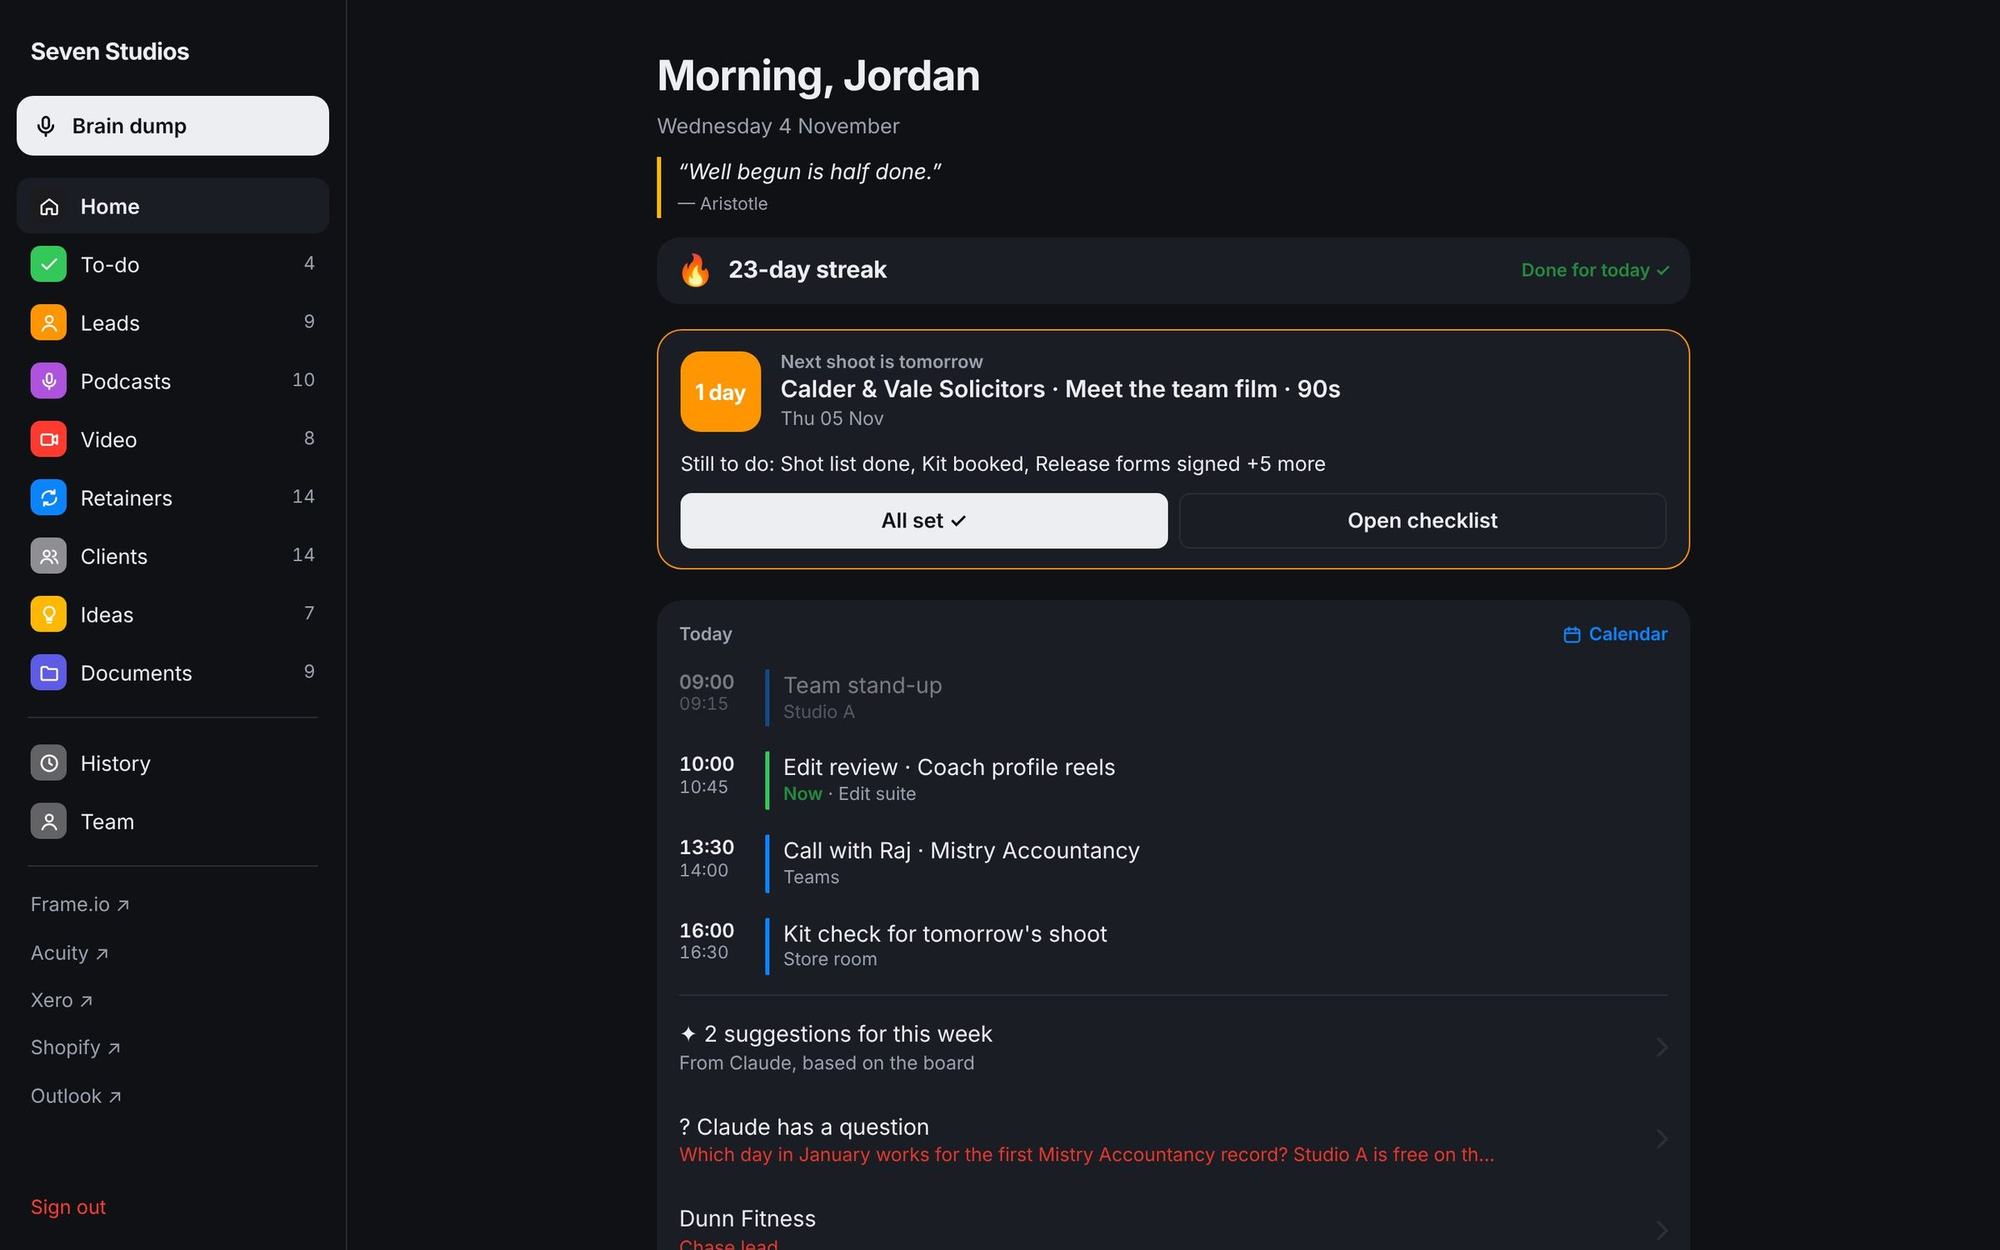 Seven Studios
Brain dump
Home
To-do 4
Leads 9
Podcasts 10
Video 8
Retainers 14
Clients 14
Ideas 7
Documents 9
History
Team
Frame.io ↗
Acuity ↗
Xero ↗
Shopify ↗
Outlook ↗
Sign out
Morning, Jordan
Wednesday 4 November
“Well begun is half done.”
— Aristotle
🔥 23-day streak
Done for today ✓
1 day
Next shoot is tomorrow
Calder & Vale Solicitors · Meet the team film · 90s
Thu 05 Nov
Still to do: Shot list done, Kit booked, Release forms signed +5 more
All set ✓
Open checklist
Today
Calendar
09:00
09:15
Team stand-up
Studio A
10:00
10:45
Edit review · Coach profile reels
Now · Edit suite
13:30
14:00
Call with Raj · Mistry Accountancy
Teams
16:00
16:30
Kit check for tomorrow's shoot
Store room
✦ 2 suggestions for this week
From Claude, based on the board
? Claude has a question
Which day in January works for the first Mistry Accountancy record? Studio A is free on th...
Dunn Fitness
Chase lead